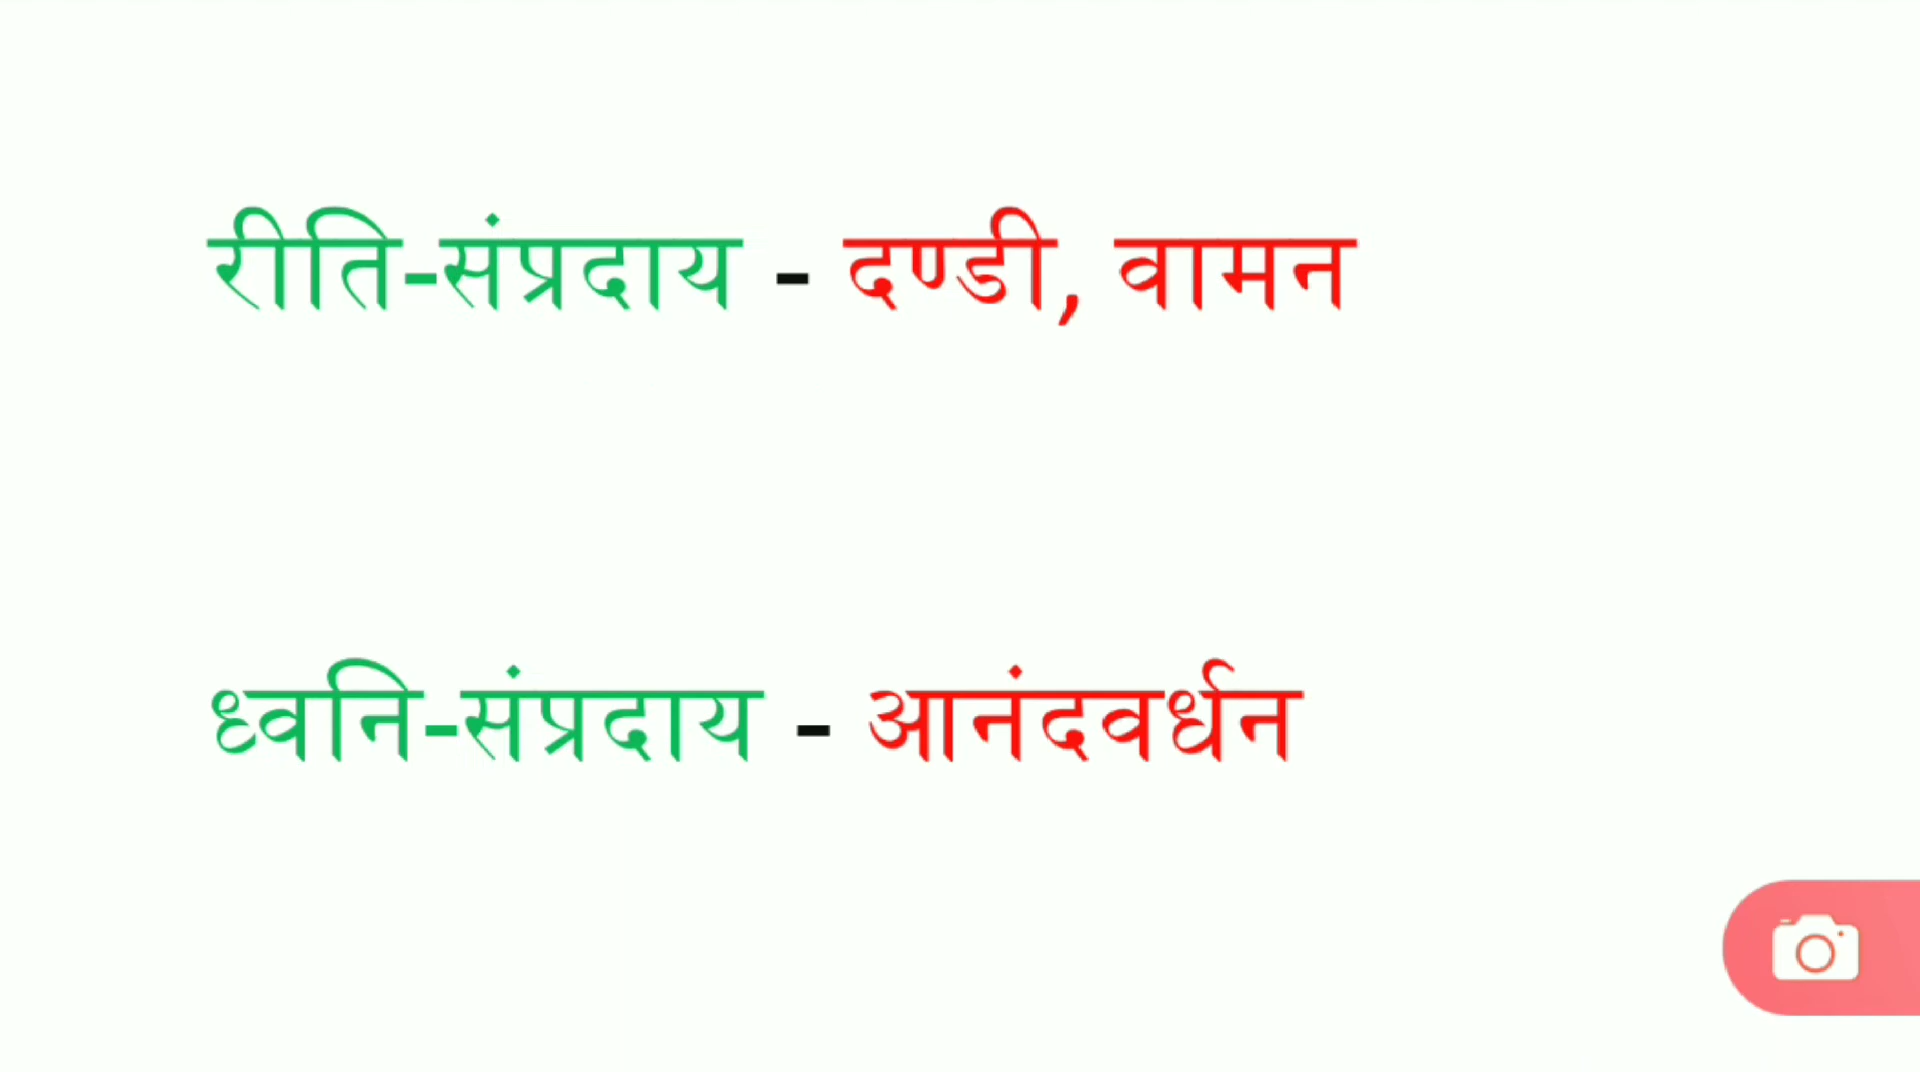 रीति-संप्रदाय - दण्डी, वामन
ध्वनि-संप्रदाय - आनंदवर्धन